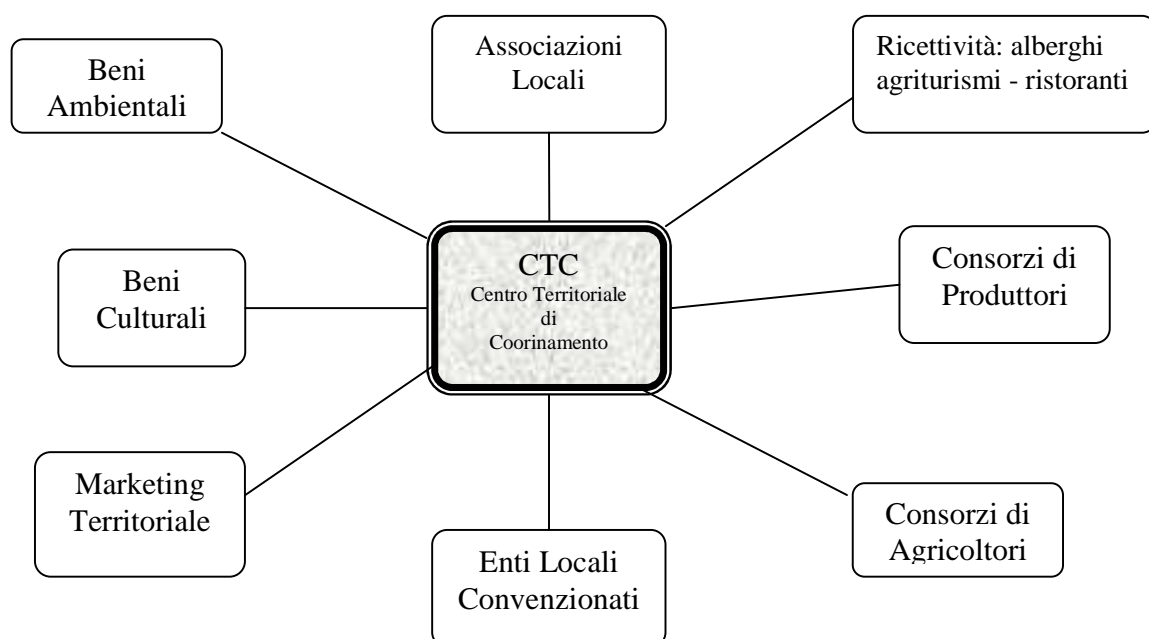 Beni
Ambientali
Associazioni
Locali
Ricettività: alberghi
agriturismi - ristoranti
Beni
Culturali
CTC
Centro Territoriale
di
Coorinamento
Consorzi di
Produttori
Marketing
Territoriale
Enti Locali
Convenzionati
Consorzi di
Agricoltori